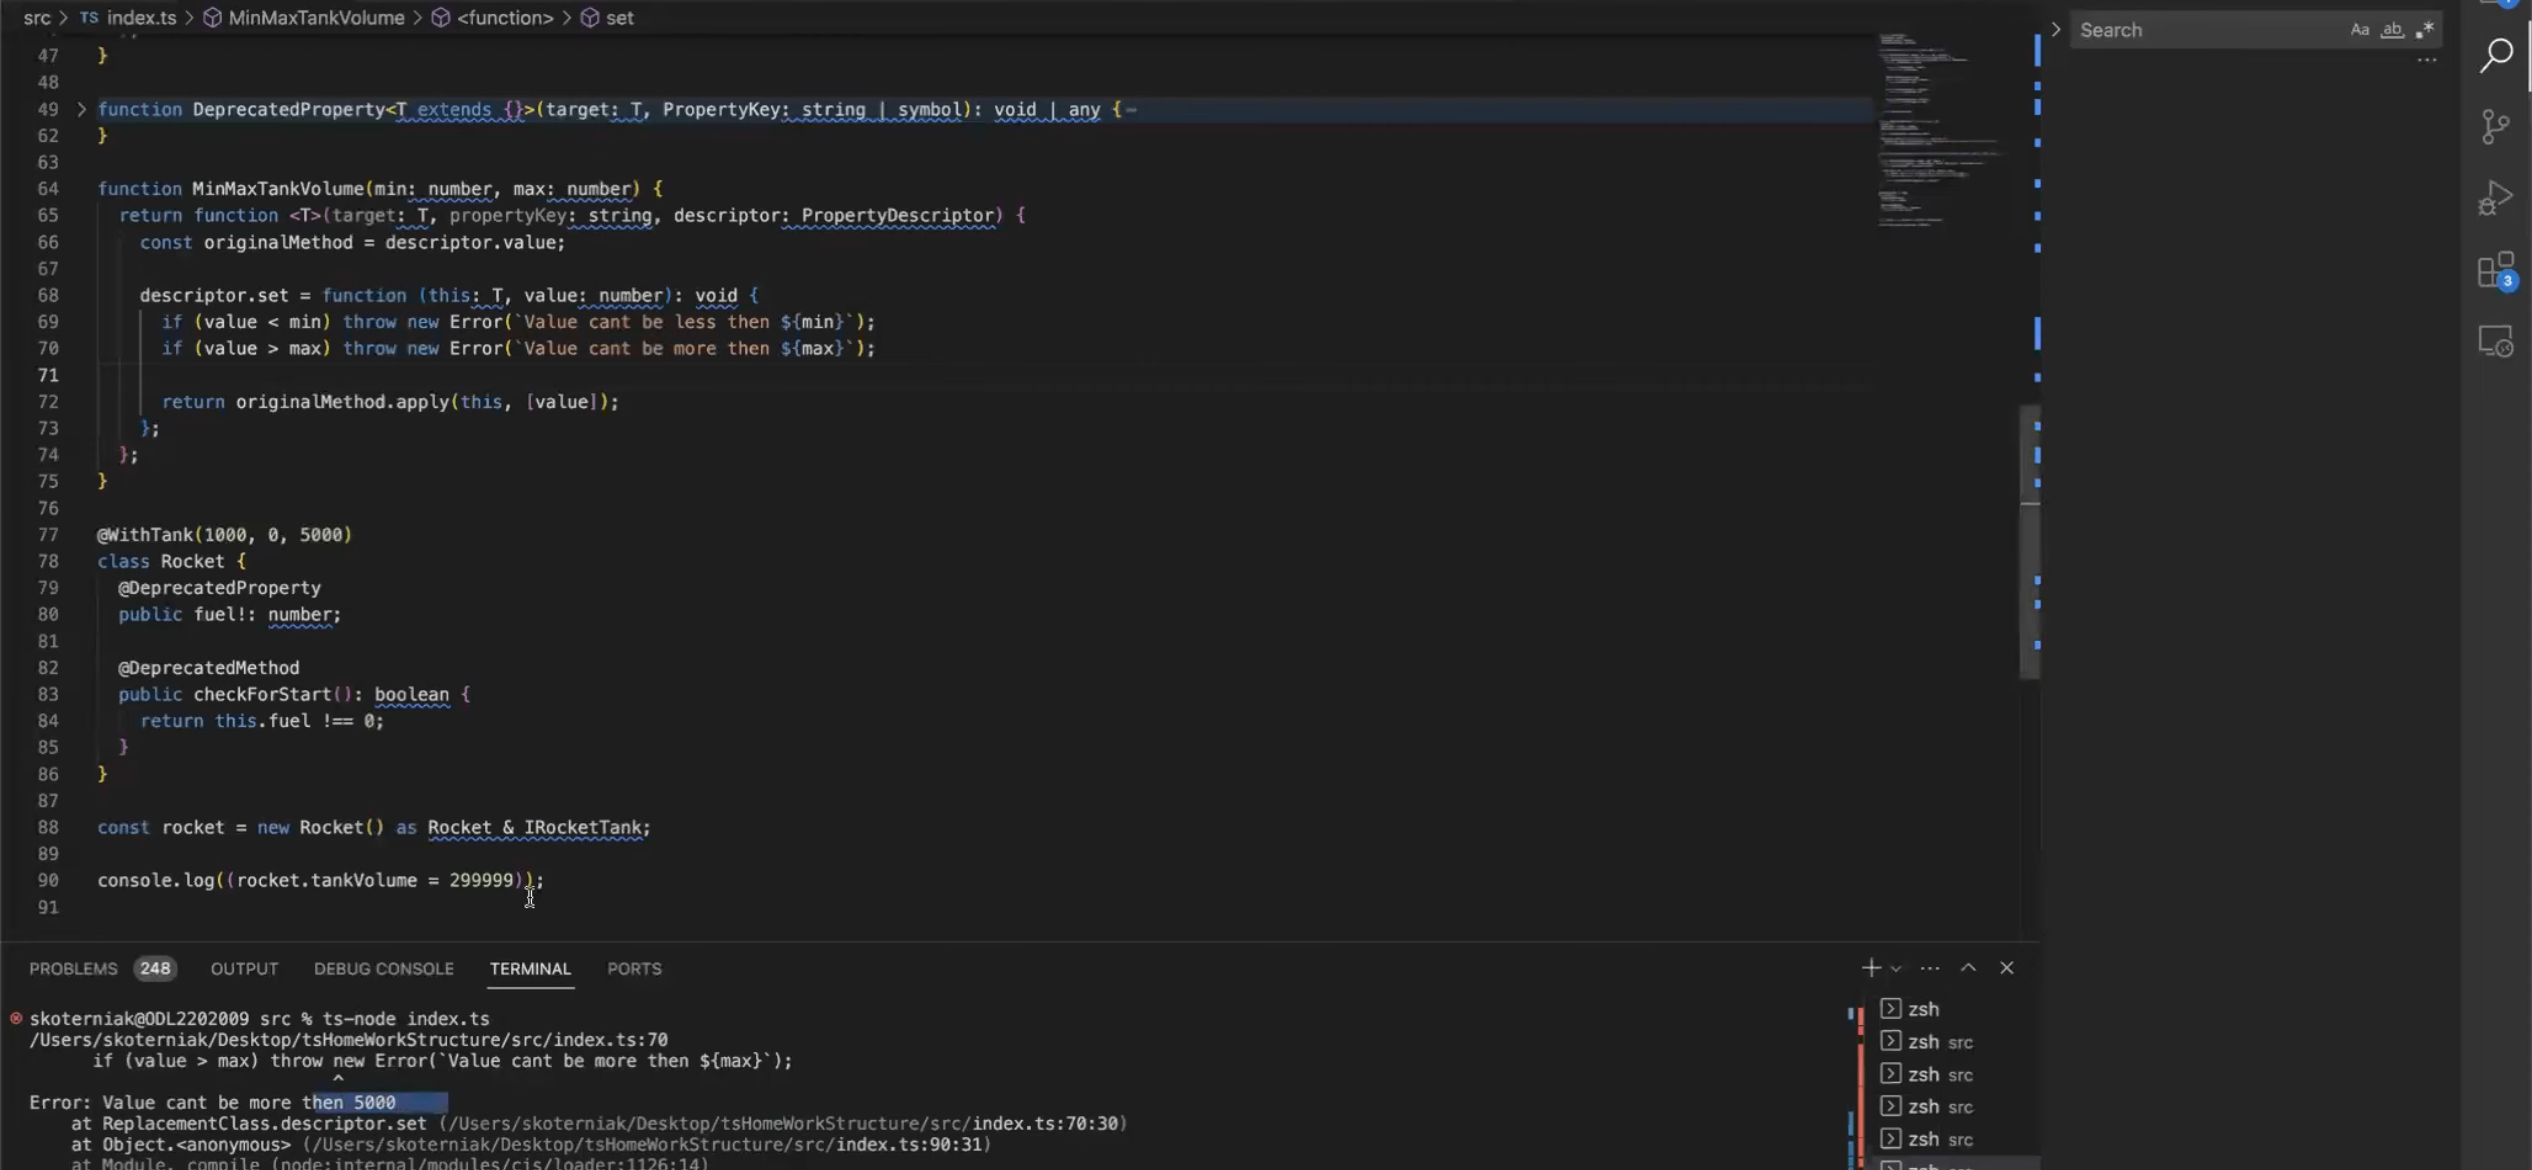 src > TS index.ts > MinMaxTankVolume > <function> > set
47 }
48
49 function DeprecatedProperty<T extends {}>(target: T, PropertyKey: string | symbol): void | any {
62 }
63
64 function MinMaxTankVolume(min: number, max: number) {
65 return function <T>(target: T, propertyKey: string, descriptor: PropertyDescriptor) {
66 const originalMethod = descriptor.value;
67
68 descriptor.set = function (this: T, value: number): void {
69 if (value < min) throw new Error(`Value cant be less then ${min}`);
70 if (value > max) throw new Error(`Value cant be more then ${max}`);
71
72 return originalMethod.apply(this, [value]);
73 };
74 };
75 }
76
77 @WithTank(1000, 0, 5000)
78 class Rocket {
79 @DeprecatedProperty
80 public fuel!: number;
81
82 @DeprecatedMethod
83 public checkForStart(): boolean {
84 return this.fuel !== 0;
85 }
86 }
87
88 const rocket = new Rocket() as Rocket & IRocketTank;
89
90 console.log((rocket.tankVolume = 299999));
91
Search Aa ab .*
...
3
PROBLEMS 248 OUTPUT DEBUG CONSOLE TERMINAL PORTS
skoterniak@ODL2202009 src % ts-node index.ts
/Users/skoterniak/Desktop/tsHomeWorkStructure/src/index.ts:70
if (value > max) throw new Error(`Value cant be more then ${max}`);
^
Error: Value cant be more then 5000
at ReplacementClass.descriptor.set (/Users/skoterniak/Desktop/tsHomeWorkStructure/src/index.ts:70:30)
at Object.<anonymous> (/Users/skoterniak/Desktop/tsHomeWorkStructure/src/index.ts:90:31)
at Module._compile (node:internal/modules/cjs/loader:1126:14)
zsh
zsh src
zsh src
zsh src
zsh src